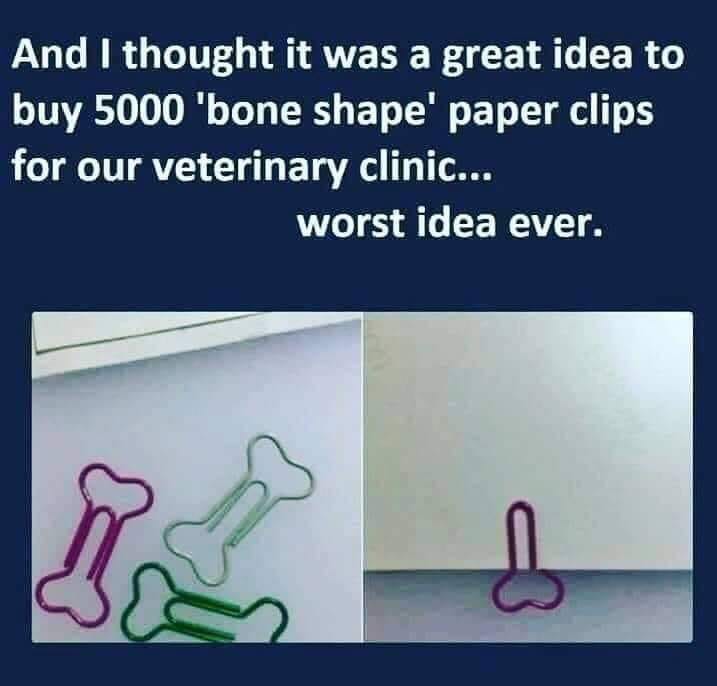 And I thought it was a great idea to
buy 5000 'bone shape' paper clips
for our veterinary clinic...
worst idea ever.